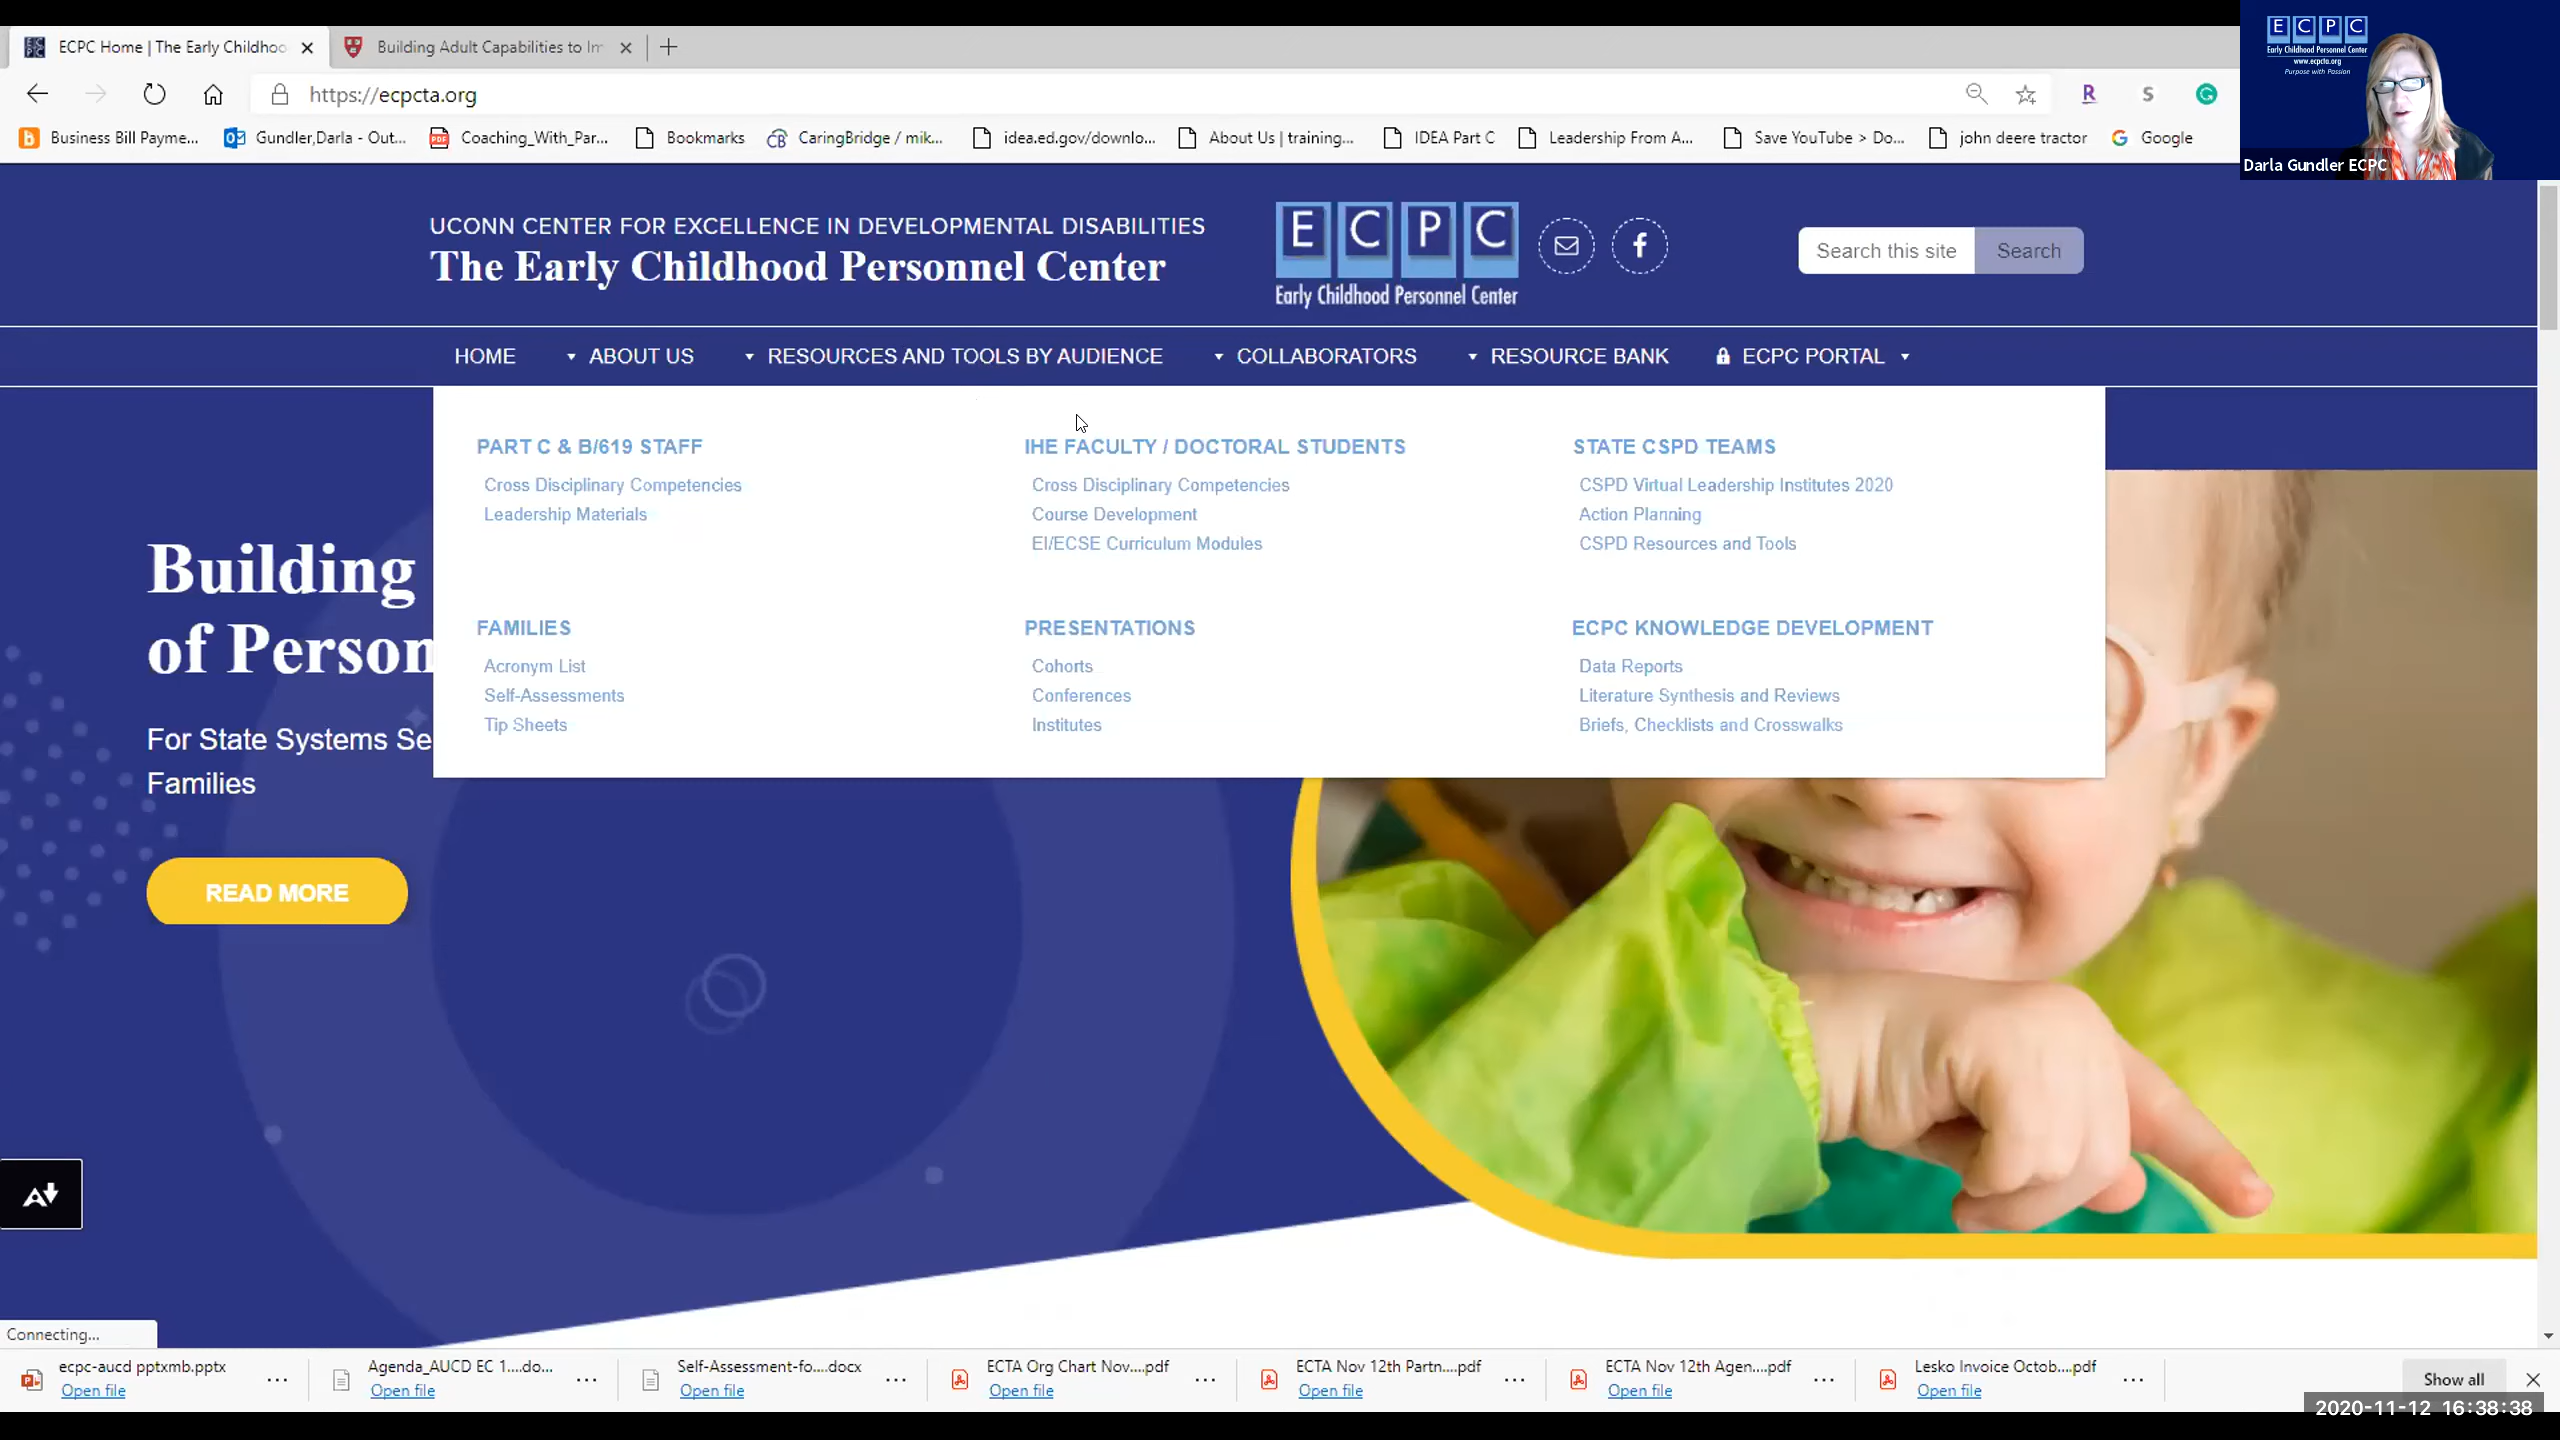 ECPC Home | The Early Childhoo
Building Adult Capabilities to Im
https://ecpcta.org
Business Bill Payme...
Gundler,Darla - Out...
Coaching_With_Par...
Bookmarks
CaringBridge / mik...
idea.ed.gov/downlo...
About Us | training...
IDEA Part C
Leadership From A...
Save YouTube > Do...
john deere tractor
Google
E C P C
Early Childhood Personnel Center
www.ecpcta.org
Purpose with Passion
Darla Gundler ECPC
UCONN CENTER FOR EXCELLENCE IN DEVELOPMENTAL DISABILITIES
The Early Childhood Personnel Center
E C P C
Early Childhood Personnel Center
Search this site
Search
HOME
ABOUT US
RESOURCES AND TOOLS BY AUDIENCE
COLLABORATORS
RESOURCE BANK
ECPC PORTAL
PART C & B/619 STAFF
Cross Disciplinary Competencies
Leadership Materials
IHE FACULTY / DOCTORAL STUDENTS
Cross Disciplinary Competencies
Course Development
EI/ECSE Curriculum Modules
STATE CSPD TEAMS
CSPD Virtual Leadership Institutes 2020
Action Planning
CSPD Resources and Tools
FAMILIES
Acronym List
Self-Assessments
Tip Sheets
PRESENTATIONS
Cohorts
Conferences
Institutes
ECPC KNOWLEDGE DEVELOPMENT
Data Reports
Literature Synthesis and Reviews
Briefs, Checklists and Crosswalks
Building
of Person
For State Systems Se
Families
READ MORE
Connecting...
ecpc-aucd pptxmb.pptx
Open file
Agenda_AUCD EC 1....do...
Open file
Self-Assessment-fo....docx
Open file
ECTA Org Chart Nov....pdf
Open file
ECTA Nov 12th Partn....pdf
Open file
ECTA Nov 12th Agen....pdf
Open file
Lesko Invoice Octob....pdf
Open file
Show all
2020-11-12 16:38:38